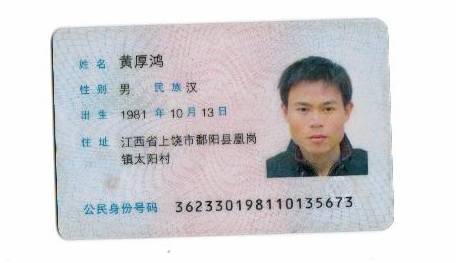 姓名 黄厚鸿
性别 男 民族 汉
出生 1981 年 10 月 13 日
住址 江西省上饶市鄱阳县凰岗
镇太阳村
公民身份号码 362330198110135673